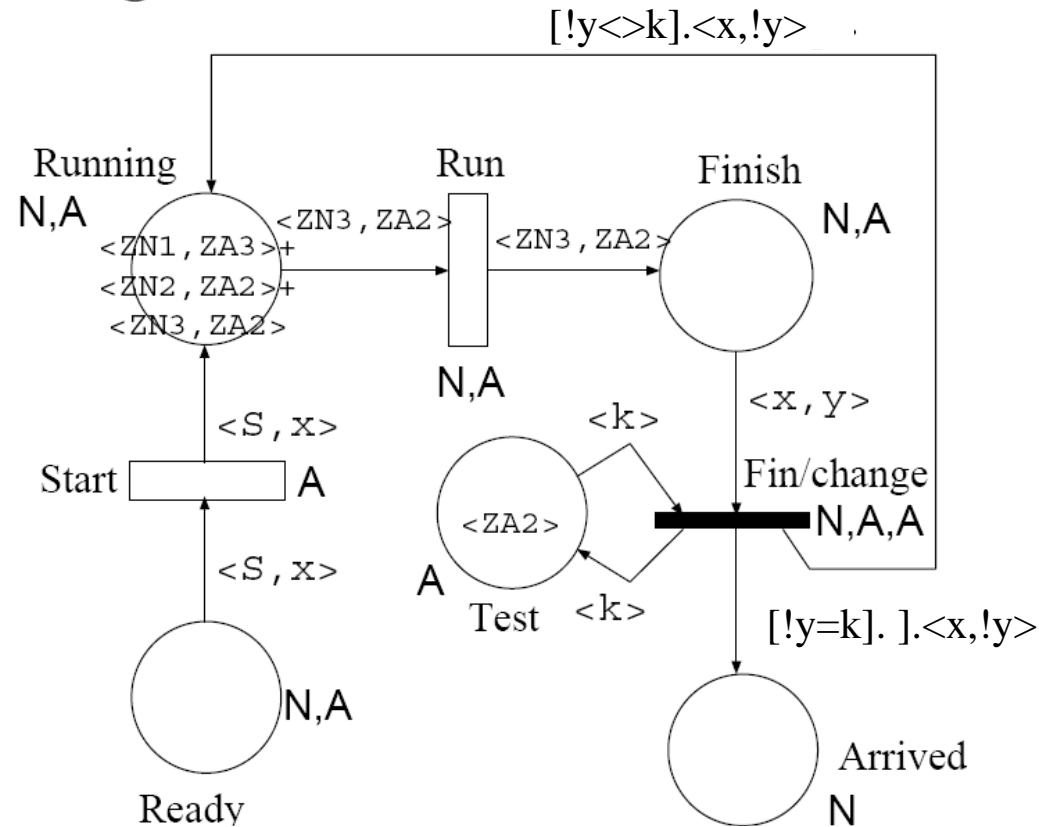 [!y<>k].<x,!y>
Running
Run
Finish
N,A
<ZN1,ZA3>+
<ZN2,ZA2>+
<ZN3,ZA2>
<ZN3,ZA2>
<ZN3,ZA2>
N,A
N,A
<S,x>
<k>
<x,y>
Start
A
Fin/change
N,A,A
<ZA2>
<S,x>
A
Test
<k>
[!y=k]. ].<x,!y>
N,A
Ready
Arrived
N